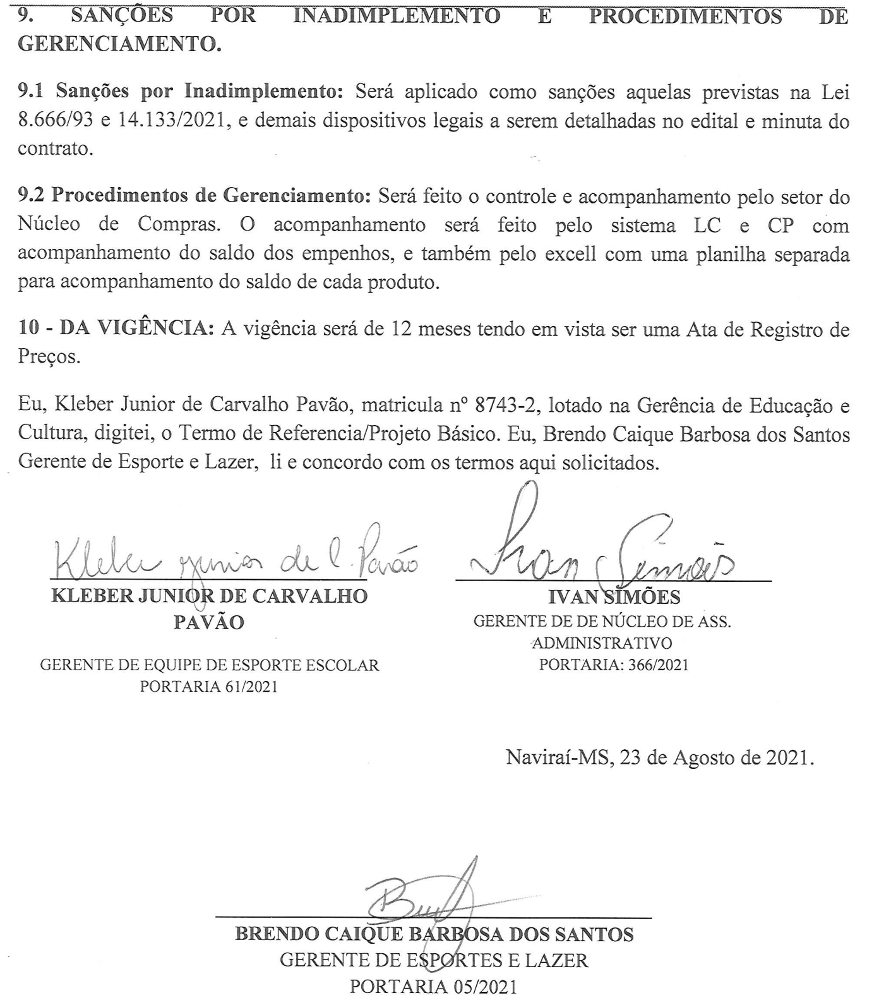 9. SANÇÕES POR INADIMPLEMENTO E PROCEDIMENTOS DE
GERENCIAMENTO.
9.1 Sanções por Inadimplemento: Será aplicado como sanções aquelas previstas na Lei
8.666/93 e 14.133/2021, e demais dispositivos legais a serem detalhadas no edital e minuta do
contrato.
9.2 Procedimentos de Gerenciamento: Será feito o controle e acompanhamento pelo setor do
Núcleo de Compras. O acompanhamento será feito pelo sistema LC e CP com
acompanhamento do saldo dos empenhos, e também pelo excell com uma planilha separada
para acompanhamento do saldo de cada produto.
10 - DA VIGÊNCIA: A vigência será de 12 meses tendo em vista ser uma Ata de Registro de
Preços.
Eu, Kleber Junior de Carvalho Pavão, matricula nº 8743-2, lotado na Gerência de Educação e
Cultura, digitei, o Termo de Referencia/Projeto Básico. Eu, Brendo Caique Barbosa dos Santos
Gerente de Esporte e Lazer, li e concordo com os termos aqui solicitados.
Kleber Junior de C. Pavão
KLEBER JUNIOR DE CARVALHO
PAVÃO
GERENTE DE EQUIPE DE ESPORTE ESCOLAR
PORTARIA 61/2021
Ivan Simões
IVAN SIMÕES
GERENTE DE DE NÚCLEO DE ASS.
ADMINISTRATIVO
PORTARIA: 366/2021
Naviraí-MS, 23 de Agosto de 2021.
BRENDO CAIQUE BARBOSA DOS SANTOS
GERENTE DE ESPORTES E LAZER
PORTARIA 05/2021